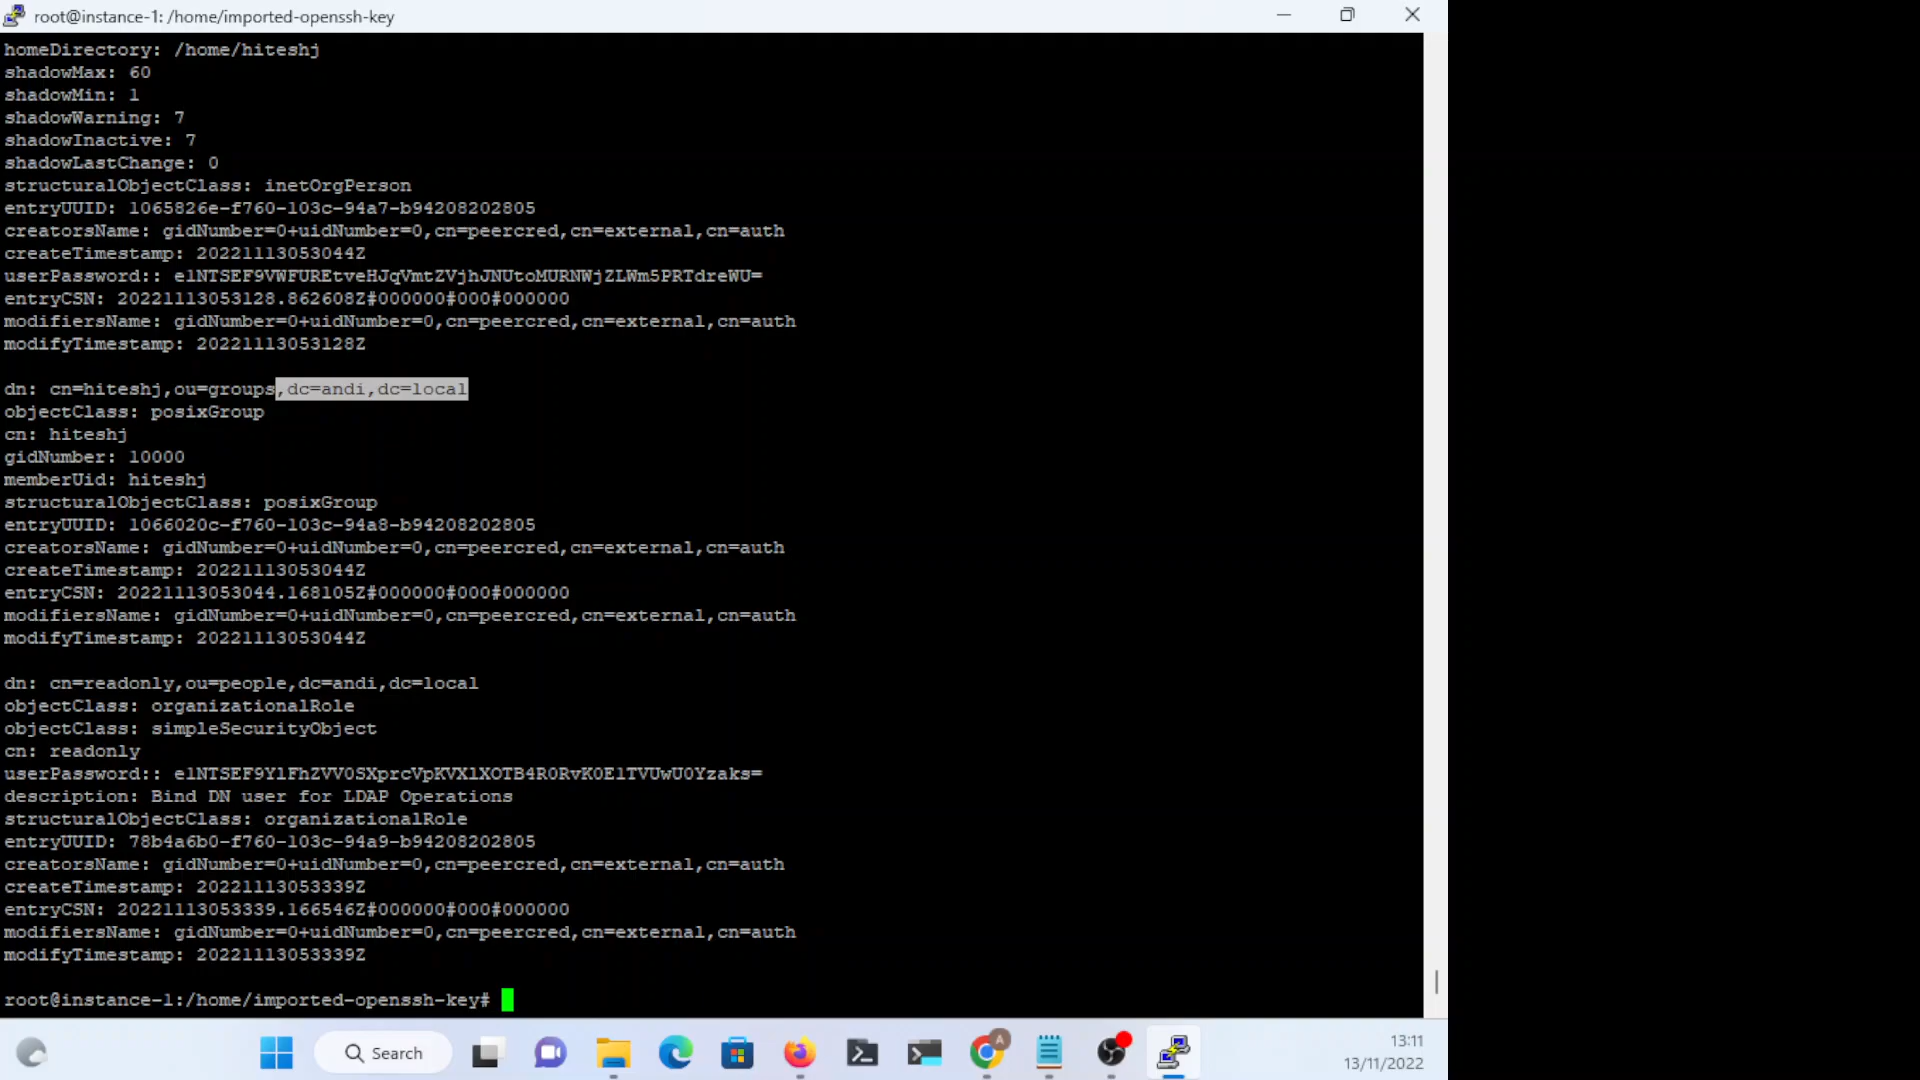 root@instance-1: /home/imported-openssh-key
homeDirectory: /home/hiteshj
shadowMax: 60
shadowMin: 1
shadowWarning: 7
shadowInactive: 7
shadowLastChange: 0
structuralObjectClass: inetOrgPerson
entryUUID: 1065826e-f760-103c-94a7-b94208202805
creatorsName: gidNumber=0+uidNumber=0,cn=peercred,cn=external,cn=auth
createTimestamp: 20221113053044Z
userPassword:: e1NTSEF9VWFUREtveHJqVmtZVjhJNUtoMURNWjZLWm5PRTdreWU=
entryCSN: 20221113053128.862608Z#000000#000#000000
modifiersName: gidNumber=0+uidNumber=0,cn=peercred,cn=external,cn=auth
modifyTimestamp: 20221113053128Z
dn: cn=hiteshj,ou=groups,dc=andi,dc=local
objectClass: posixGroup
cn: hiteshj
gidNumber: 10000
memberUid: hiteshj
structuralObjectClass: posixGroup
entryUUID: 1066020c-f760-103c-94a8-b94208202805
creatorsName: gidNumber=0+uidNumber=0,cn=peercred,cn=external,cn=auth
createTimestamp: 20221113053044Z
entryCSN: 20221113053044.168105Z#000000#000#000000
modifiersName: gidNumber=0+uidNumber=0,cn=peercred,cn=external,cn=auth
modifyTimestamp: 20221113053044Z
dn: cn=readonly,ou=people,dc=andi,dc=local
objectClass: organizationalRole
objectClass: simpleSecurityObject
cn: readonly
userPassword:: e1NTSEF9YlFhZVV0SXprcVpKVXlXOTB4R0RvK0E1TVUwU0Yzaks=
description: Bind DN user for LDAP Operations
structuralObjectClass: organizationalRole
entryUUID: 78b4a6b0-f760-103c-94a9-b94208202805
creatorsName: gidNumber=0+uidNumber=0,cn=peercred,cn=external,cn=auth
createTimestamp: 20221113053339Z
entryCSN: 20221113053339.166546Z#000000#000#000000
modifiersName: gidNumber=0+uidNumber=0,cn=peercred,cn=external,cn=auth
modifyTimestamp: 20221113053339Z
root@instance-1:/home/imported-openssh-key#
Search
A
13:11
13/11/2022